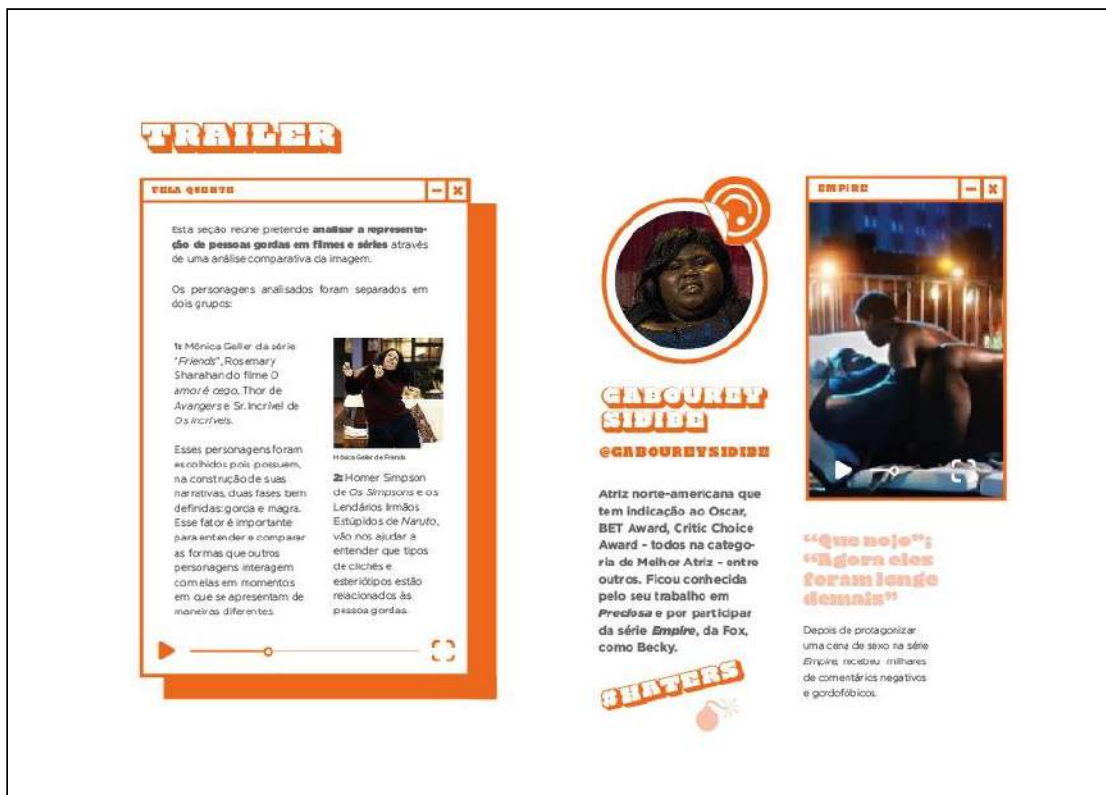 TRAILER
TELA QUENTE
Esta seção reúne pretende analisar a representa-
ção de pessoas gordas em filmes e séries através
de uma análise comparativa da imagem.
Os personagens analisados foram separados em
dois grupos:
1: Mônica Geller da série
"Friends", Rosemary
Shanahan do filme O
amor é cego, Thor de
Avangers e Sr. Incrível de
Os Incríveis.
Esses personagens foram
escolhidos pois possuem,
na construção de suas
narrativas, duas fases bem
definidas: gorda e magra.
Esse fator é importante
para entender e comparar
as formas que outros
personagens interagem
com elas em momentos
em que se apresentam de
maneiras diferentes.
Mônica Geller de Friends
2: Homer Simpson
de Os Simpsons e os
Lendários Irmãos
Estúpidos de Naruto,
vão nos ajudar a
entender que tipos
de clichês e
esteriótipos estão
relacionados às
pessoa gordas.
GABOUREY
SIDIBE
@GABOUREYSIDIBE
Atriz norte-americana que
tem indicação ao Oscar,
BET Award, Critic Choice
Award - todos na catego-
ria de Melhor Atriz - entre
outros. Ficou conhecida
pelo seu trabalho em
Preciosa e por participar
da série Empire, da Fox,
como Becky.
#HATERS
EMPIRE
“Que nojo”;
“Agora eles
foram longe
demais”
Depois de protagonizar
uma cena de sexo na série
Empire, recebeu milhares
de comentários negativos
e gordofóbicos.